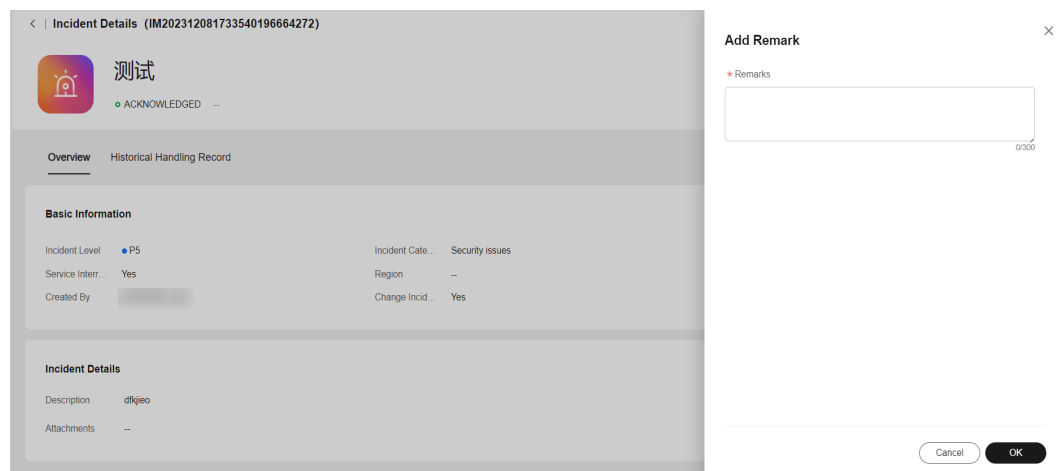 < | Incident Details (IM202312081733540196664272)
测试
ACKNOWLEDGED --
Overview Historical Handling Record
Basic Information
Incident Level P5 Incident Cate... Security issues
Service Interr... Yes Region --
Created By Change Incid... Yes
Incident Details
Description dfkjieo
Attachments --
Add Remark
* Remarks
0/300
Cancel OK